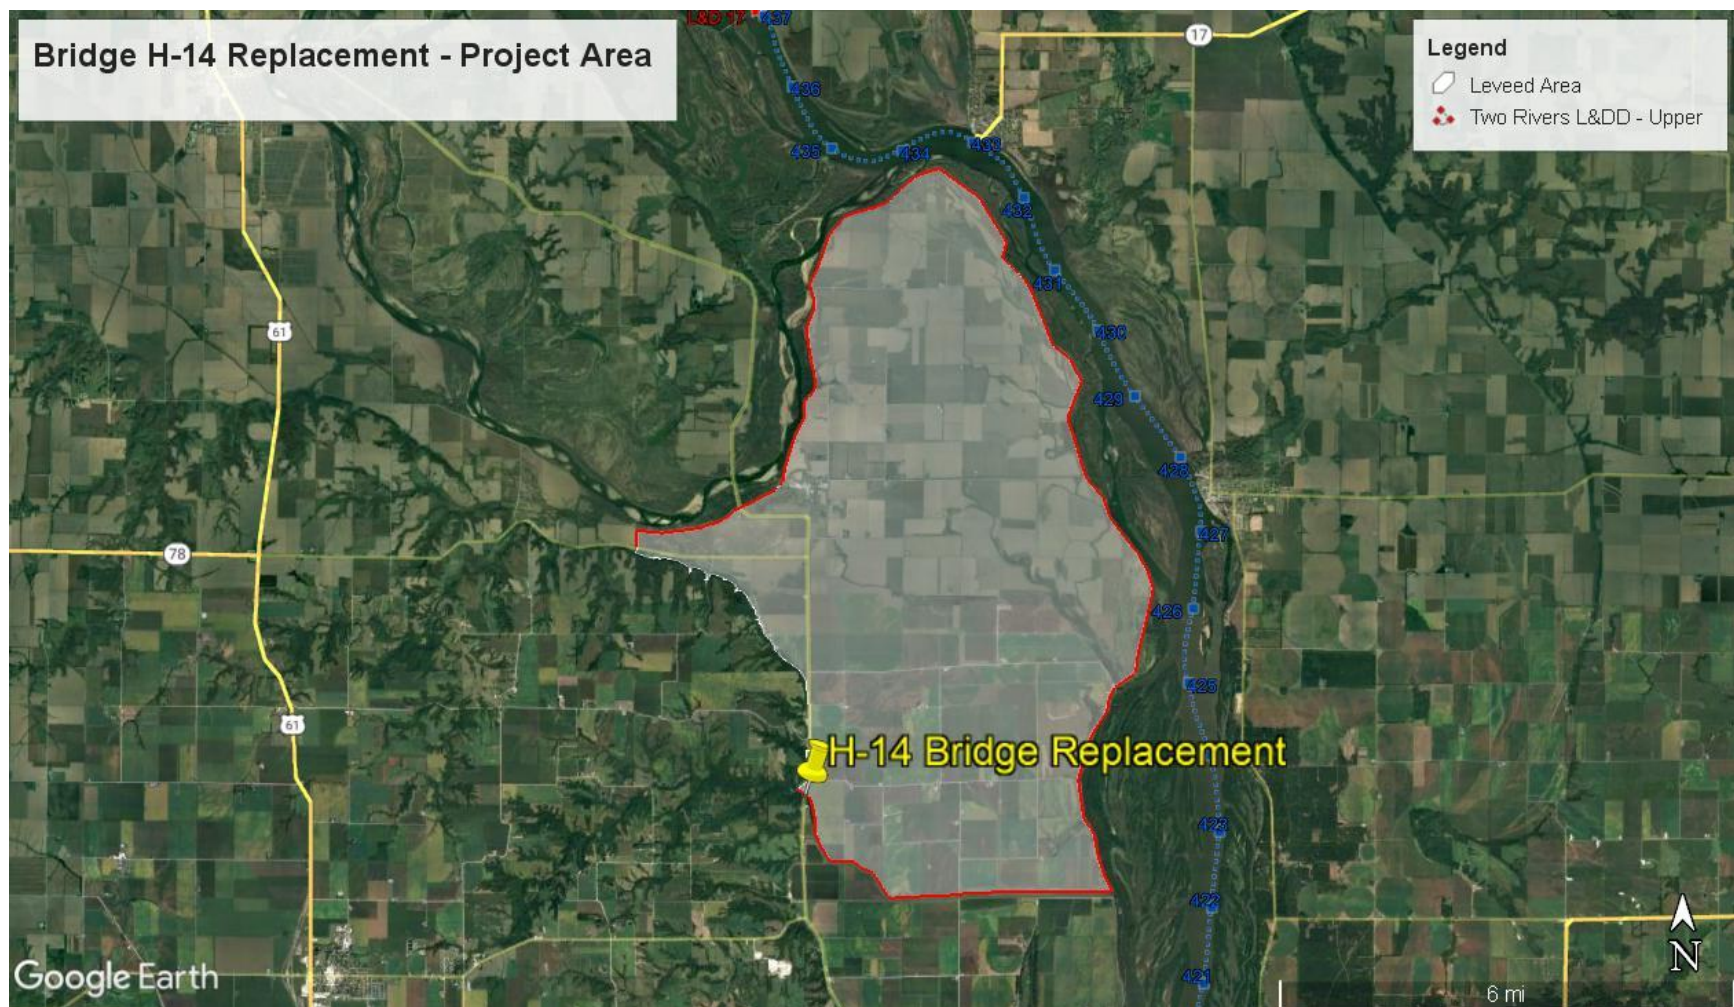 Bridge H-14 Replacement - Project Area
Legend
Leveed Area
Two Rivers L&DD - Upper
L&D 17
437
17
436
435
434
433
432
431
61
430
429
428
427
78
426
425
61
H-14 Bridge Replacement
423
422
421
N
Google Earth
6 mi